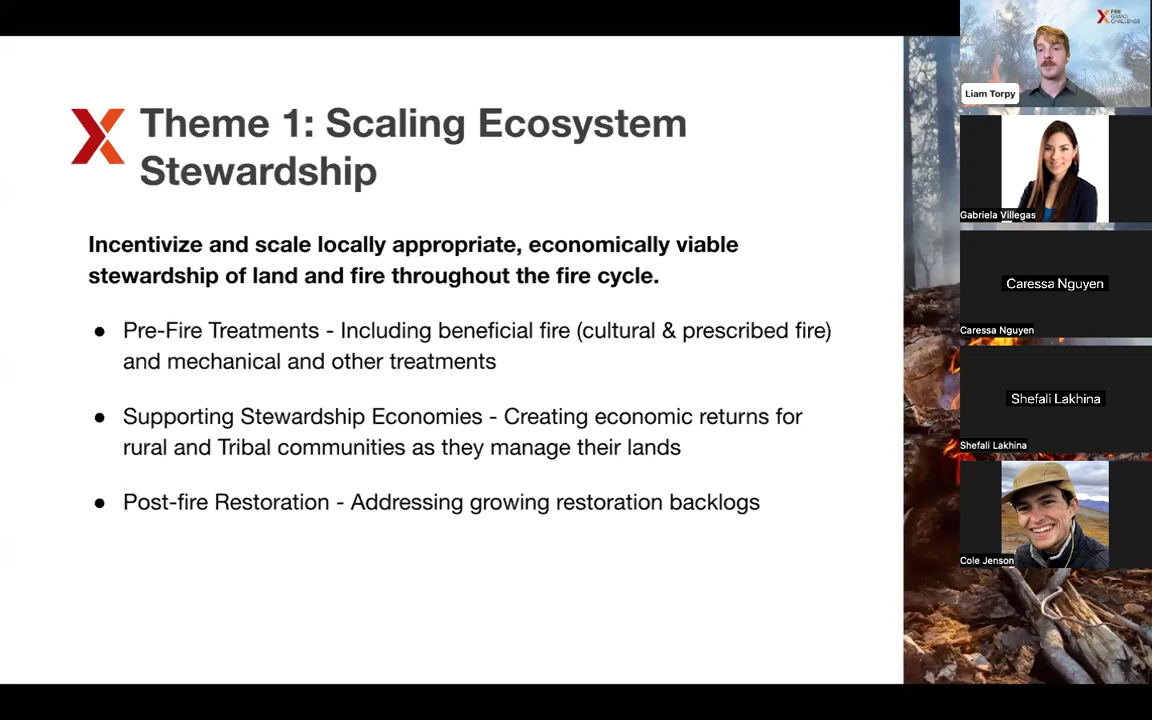 Theme 1: Scaling Ecosystem
Stewardship
Incentivize and scale locally appropriate, economically viable
stewardship of land and fire throughout the fire cycle.
● Pre-Fire Treatments - Including beneficial fire (cultural & prescribed fire)
and mechanical and other treatments
● Supporting Stewardship Economies - Creating economic returns for
rural and Tribal communities as they manage their lands
● Post-fire Restoration - Addressing growing restoration backlogs
FIRE
GRAND
CHALLENGE
Liam Torpy
Gabriela Villegas
Caressa Nguyen
Caressa Nguyen
Shefali Lakhina
Shefali Lakhina
Cole Jenson